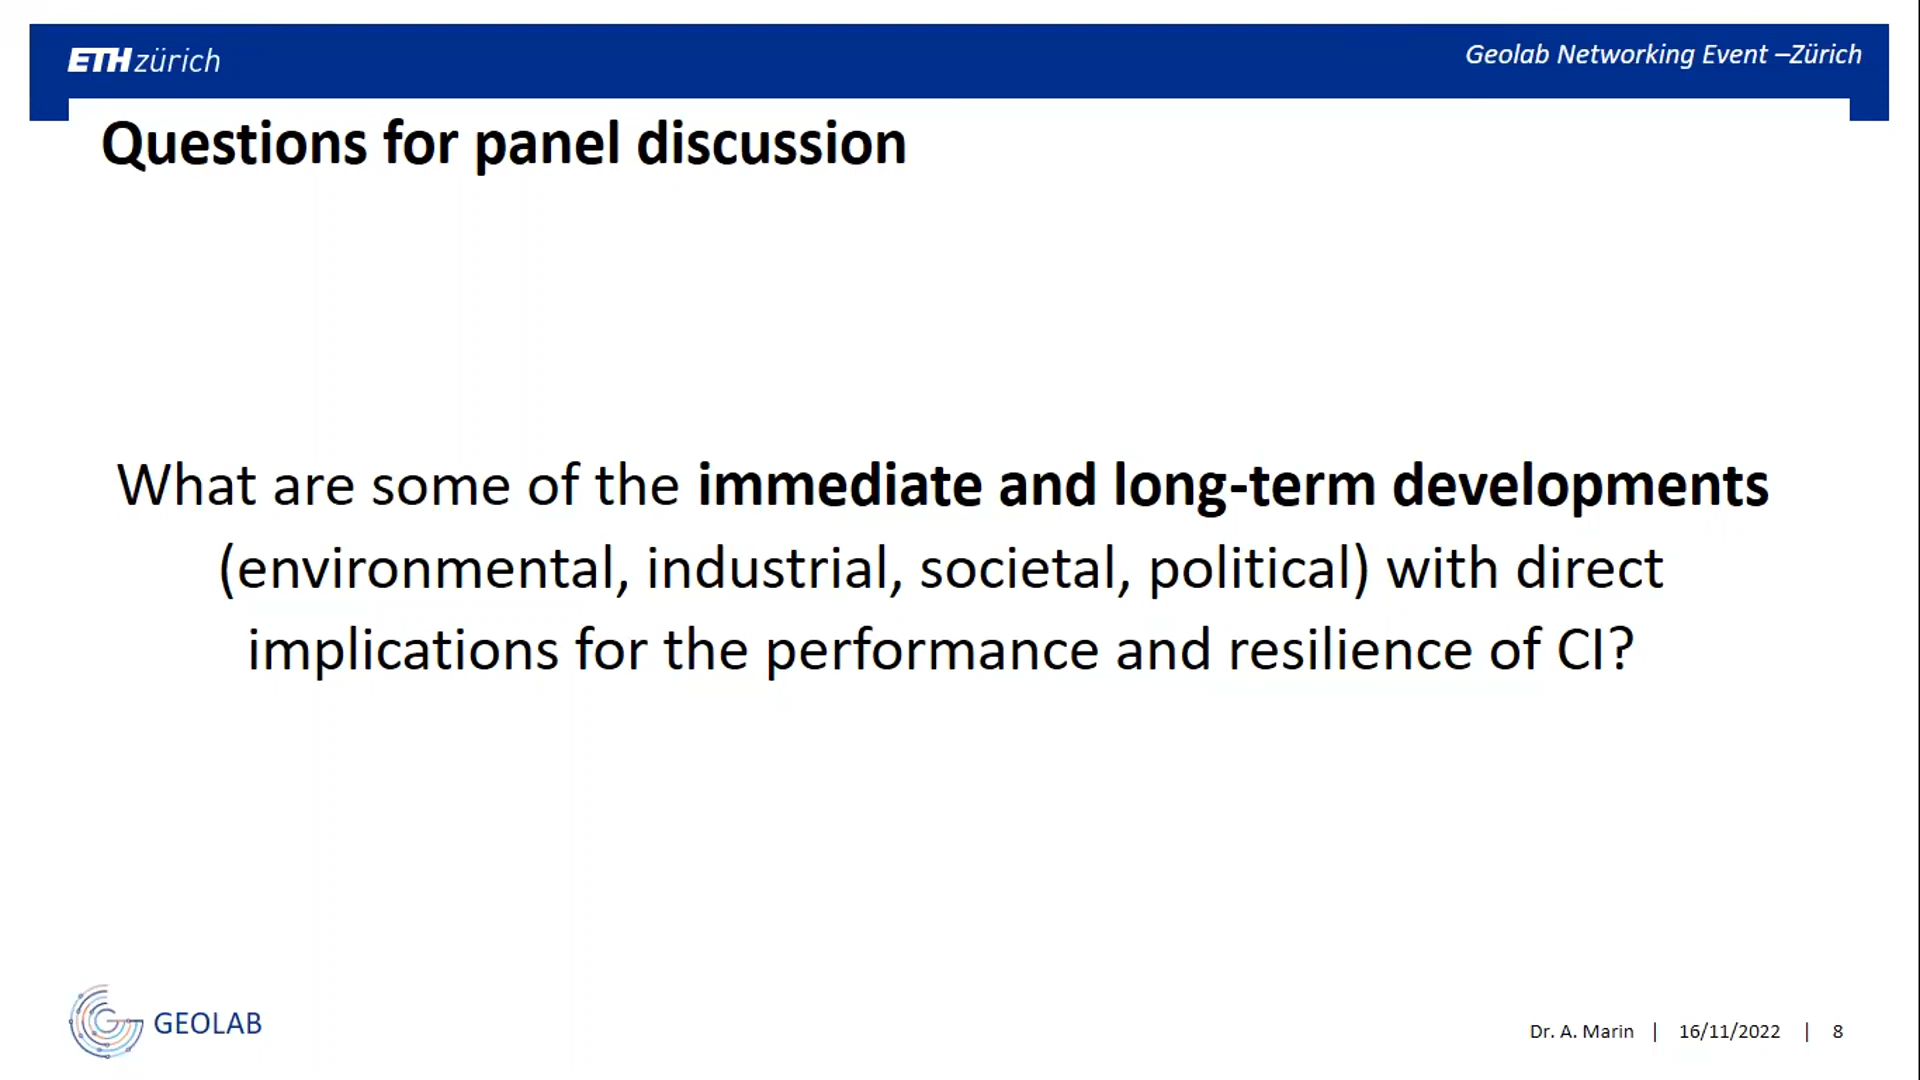 ETH zürich
Geolab Networking Event –Zürich
Questions for panel discussion
What are some of the immediate and long-term developments
(environmental, industrial, societal, political) with direct
implications for the performance and resilience of CI?
GEOLAB
Dr. A. Marin | 16/11/2022 | 8